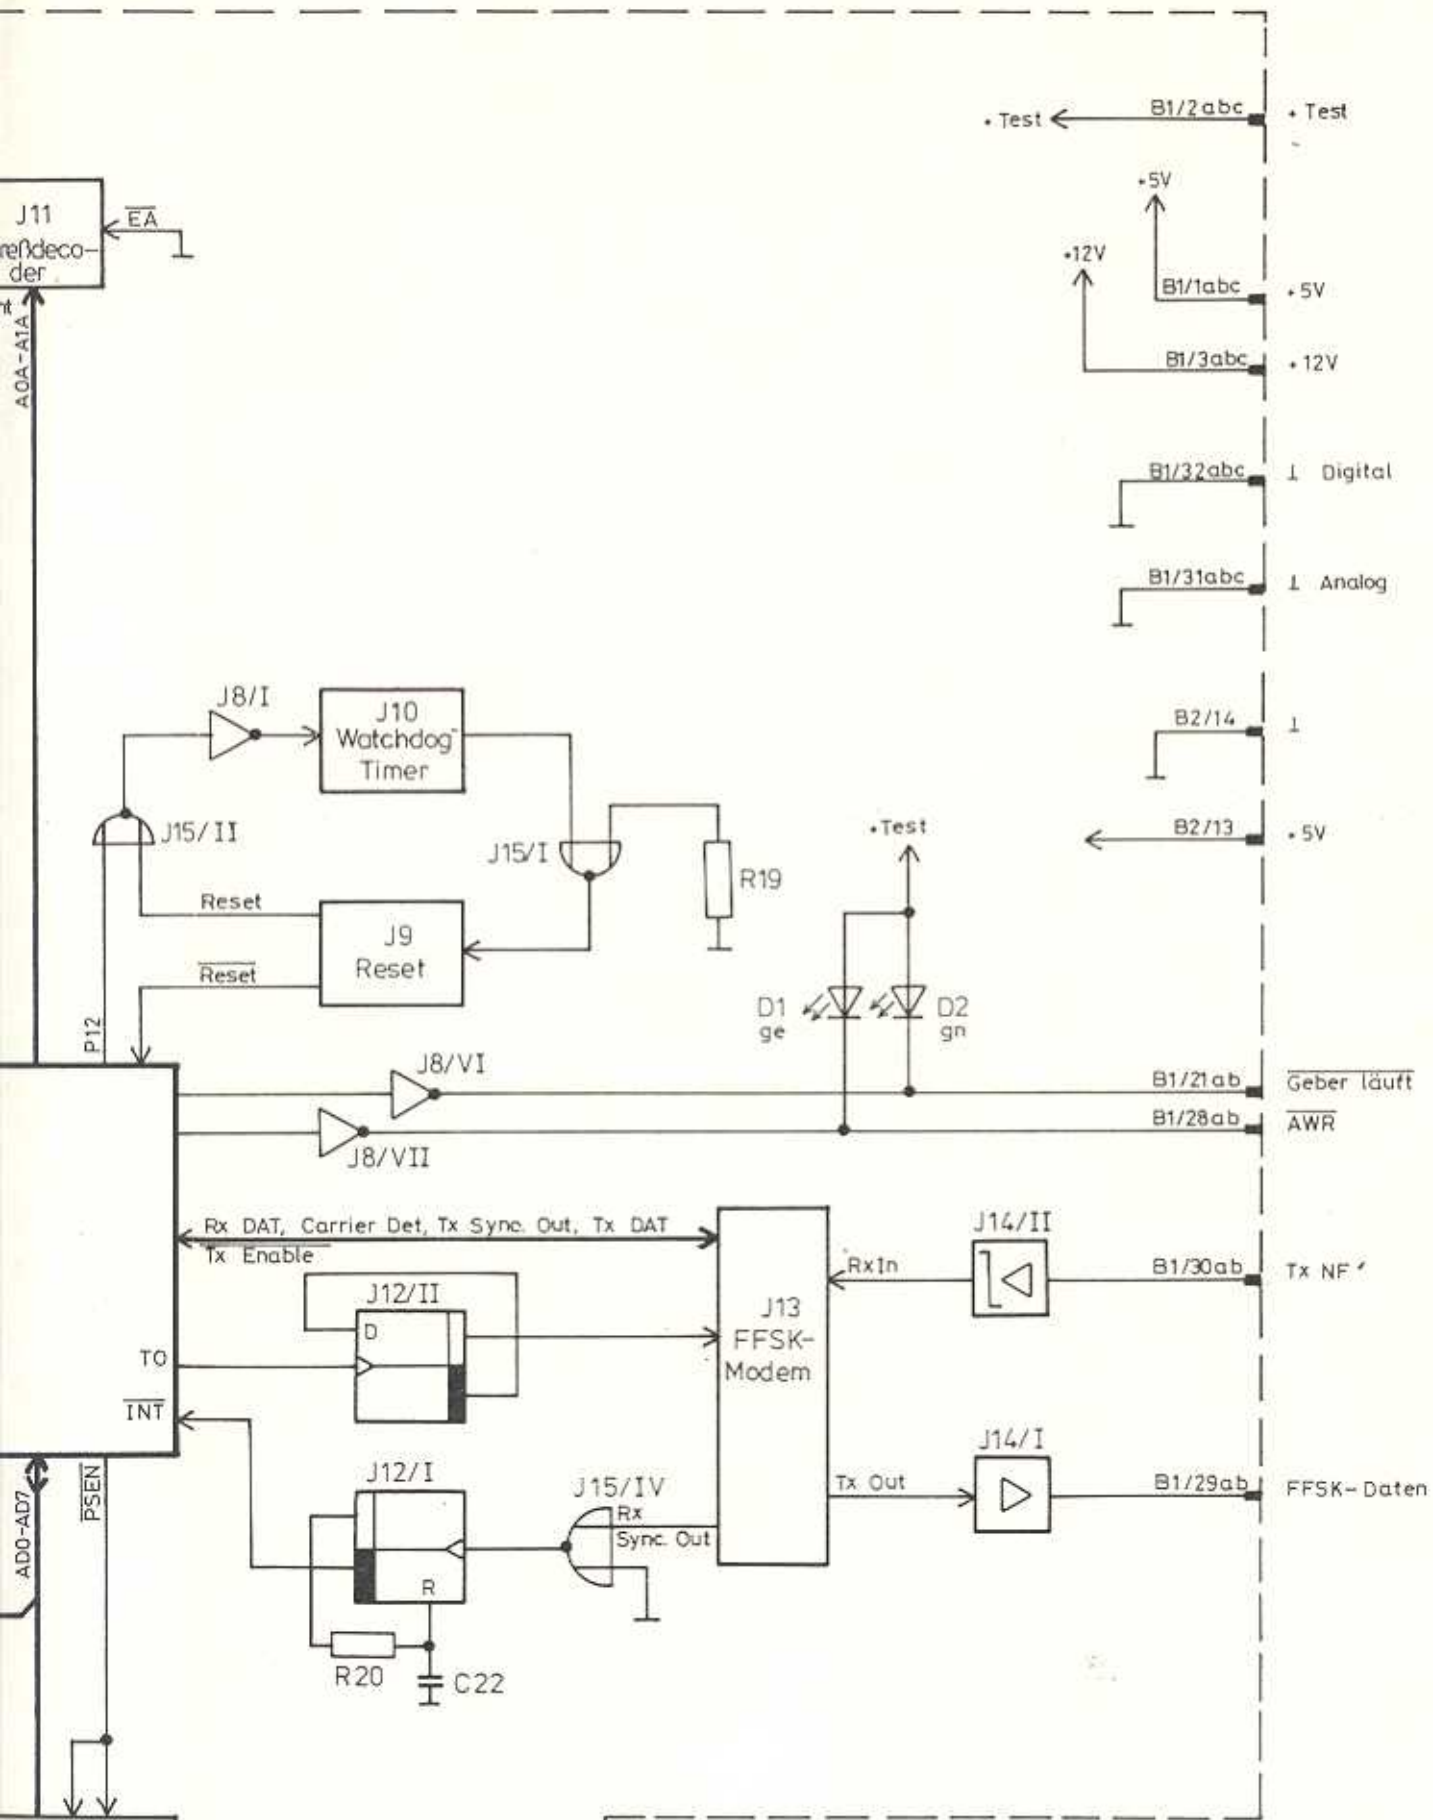 + Test
B1/2abc
+ Test
+5V
J11
EA
reßdeco-
der
+12V
B1/1abc
+ 5V
A0A-A1A
B1/3abc
+ 12V
B1/32abc
⊥ Digital
B1/31abc
⊥ Analog
J8/I
J10
Watchdog-
Timer
B2/14
⊥
J15/II
+Test
B2/13
+ 5V
J15/I
R19
Reset
J9
Reset
Reset
D1
ge
D2
gn
P12
J8/VI
B1/21ab
Geber läuft
B1/28ab
AWR
J8/VII
Rx DAT, Carrier Det, Tx Sync. Out, Tx DAT
Tx Enable
J14/II
RxIn
B1/30ab
Tx NF
J12/II
D
J13
FFSK-
Modem
TO
INT
J14/I
J12/I
J15/IV
Tx Out
B1/29ab
FFSK-Daten
PSEN
AD0-AD7
Rx
Sync. Out
R
R20
C22